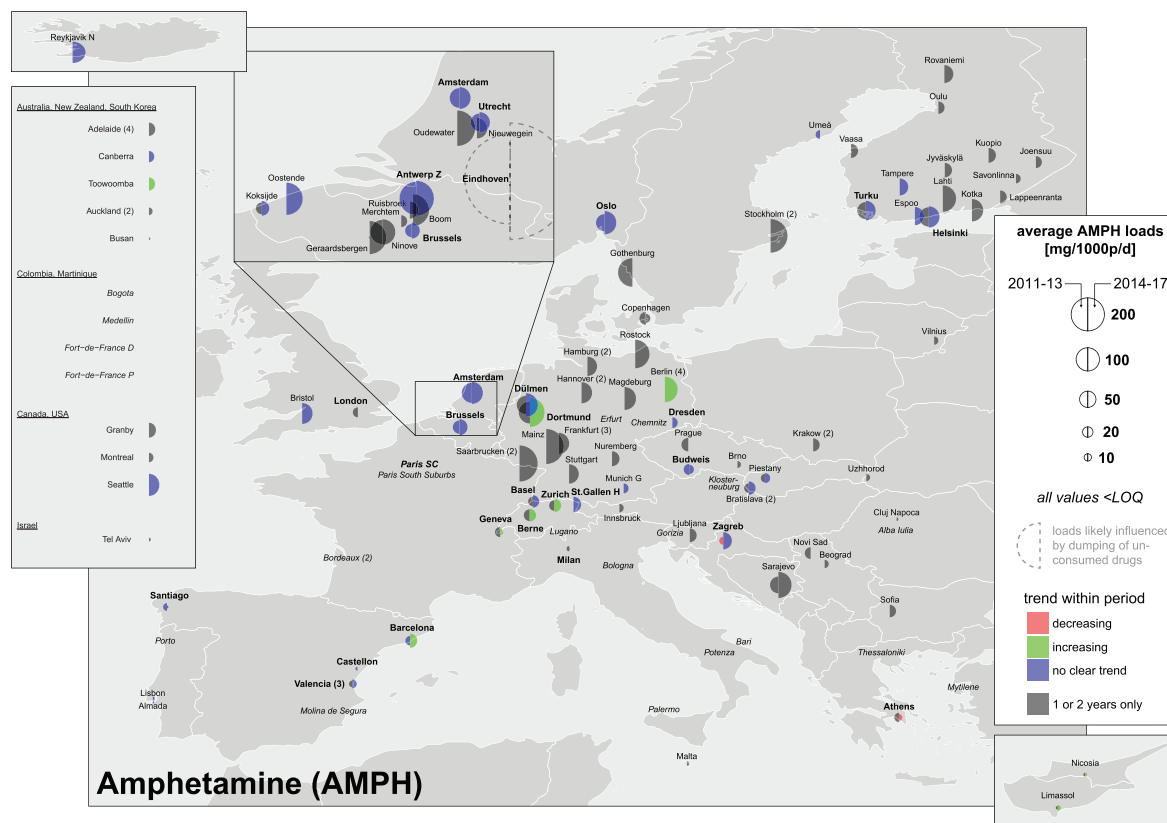 Reykjavik N
Australia, New Zealand, South Korea
Adelaide (4)
Canberra
Toowoomba
Auckland (2)
Busan
Colombia, Martinique
Bogota
Medellin
Fort−de−France D
Fort−de−France P
Canada, USA
Granby
Montreal
Seattle
Israel
Tel Aviv
Amsterdam
Utrecht
Oudewater
Nieuwegein
Eindhoven
Antwerp Z
Oostende
Koksijde
Ruisbroek
Merchtem
Boom
Geraardsbergen
Ninove
Brussels
Rovaniemi
Oulu
Umeå
Vaasa
Kuopio
Joensuu
Jyväskylä
Savonlinna
Tampere
Lahti
Kotka
Lappeenranta
Turku
Espoo
Helsinki
Oslo
Stockholm (2)
Gothenburg
Copenhagen
Vilnius
Rostock
Hamburg (2)
Berlin (4)
Hannover (2)
Magdeburg
Amsterdam
Dülmen
Bristol
London
Brussels
Dortmund
Erfurt
Chemnitz
Dresden
Mainz
Frankfurt (3)
Prague
Krakow (2)
Saarbrucken (2)
Nuremberg
Stuttgart
Brno
Paris SC
Paris South Suburbs
Budweis
Piestany
Uzhhorod
Munich G
Kloster-
neuburg
Bratislava (2)
Basel
Zurich
St.Gallen H
Innsbruck
Geneva
Berne
Lugano
Ljubljana
Gorizia
Zagreb
Cluj Napoca
Alba Iulia
Milan
Bologna
Novi Sad
Beograd
Sarajevo
Bordeaux (2)
Sofia
Santiago
Porto
Barcelona
Bari
Potenza
Thessaloniki
Castellon
Valencia (3)
Lisbon
Almada
Molina de Segura
Palermo
Mytilene
Athens
Malta
Amphetamine (AMPH)
average AMPH loads
[mg/1000p/d]
2011-13
2014-17
200
100
50
20
10
all values <LOQ
loads likely influenced
by dumping of un-
consumed drugs
trend within period
decreasing
increasing
no clear trend
1 or 2 years only
Nicosia
Limassol